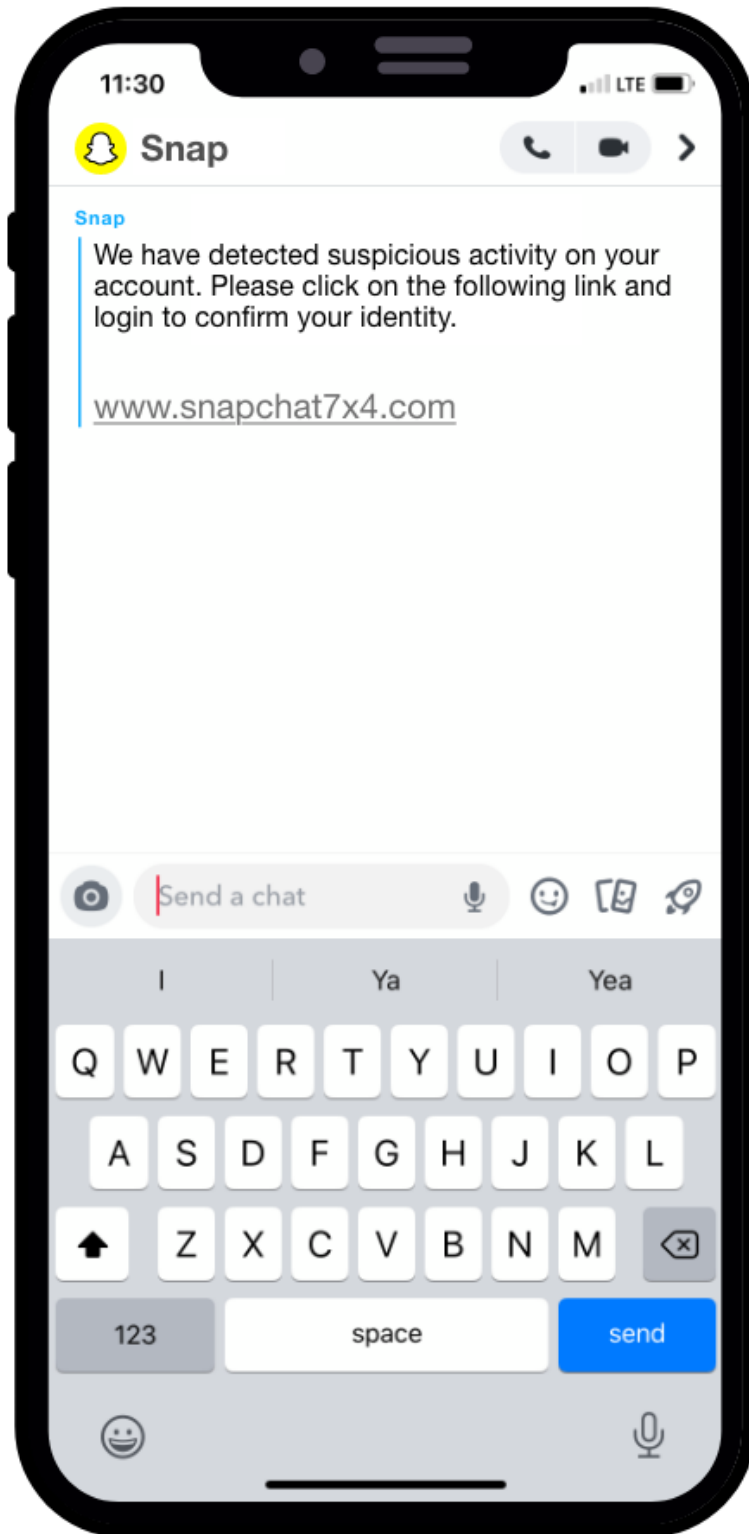 11:30
LTE
Snap
Snap
We have detected suspicious activity on your
account. Please click on the following link and
login to confirm your identity.
www.snapchat7x4.com
Send a chat
I Ya Yea
Q W E R T Y U I O P
A S D F G H J K L
Z X C V B N M
123 space send